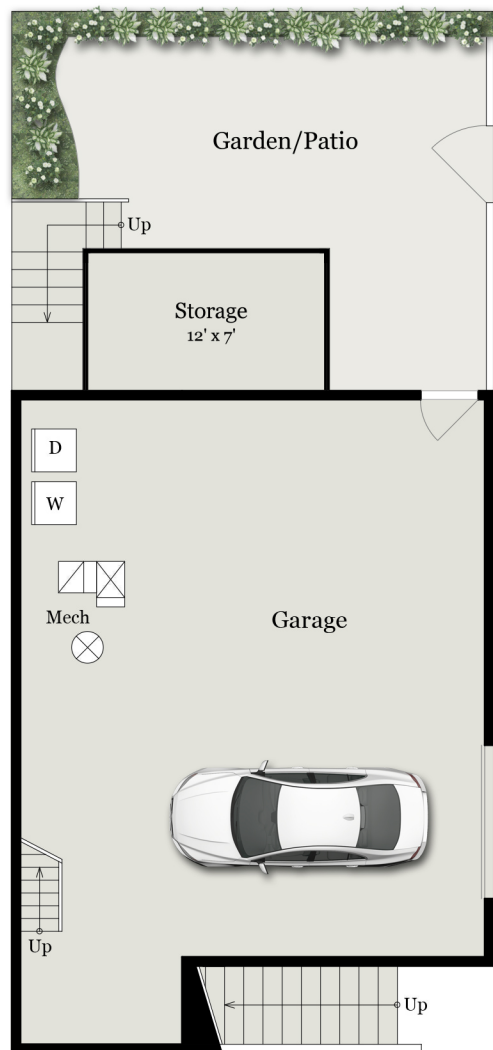 Garden/Patio
Up
Storage
12' x 7'
D
W
Mech
Garage
Up
Up